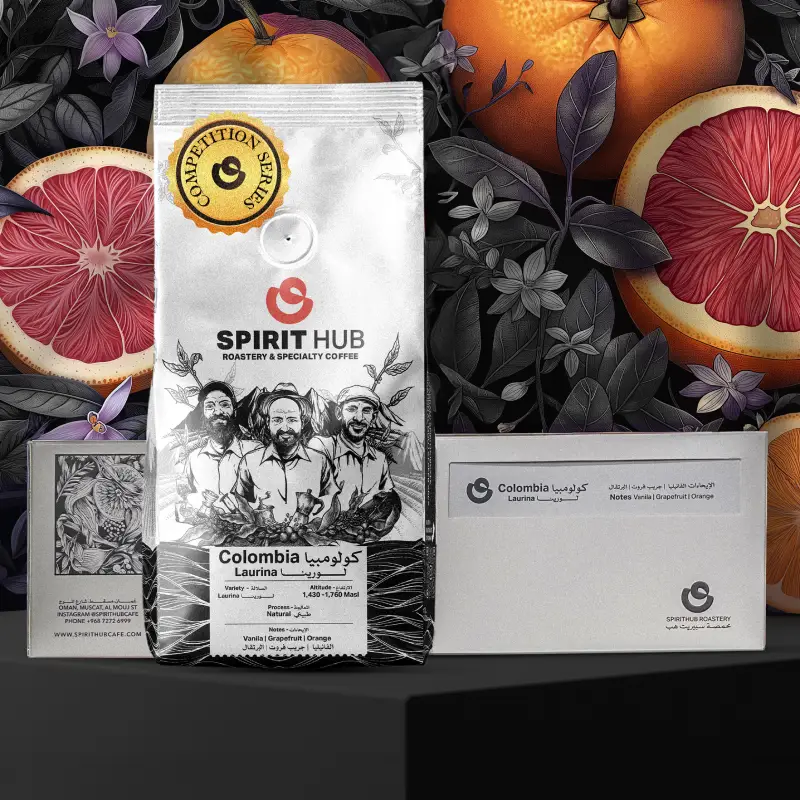 COMPETITION SERIES
SPIRIT HUB
ROASTERY & SPECIALTY COFFEE
Colombia كولومبيا
Laurina لورينا
Variety - السلالة
Laurina لورينا
Altitude - الارتفاع
1,430 -1,760 Masl
Process - المعالجة
Natural طبيعي
Notes - الإيحاءات
Vanila | Grapefruit | Orange
الفانيليا | جريب فروت | البرتقال
OMAN, MUSCAT, AL MOUJ ST
INSTAGRAM @SPIRITHUBCAFE
PHONE +968 7272 6999
WWW.SPIRITHUBCAFE.COM
Colombia كولومبيا
Laurina لورينا
الإيحاءات الفانيليا | جريب فروت | البرتقال
Notes Vanila | Grapefruit | Orange
SPIRITHUB ROASTERY
محمصة سبيريت هب